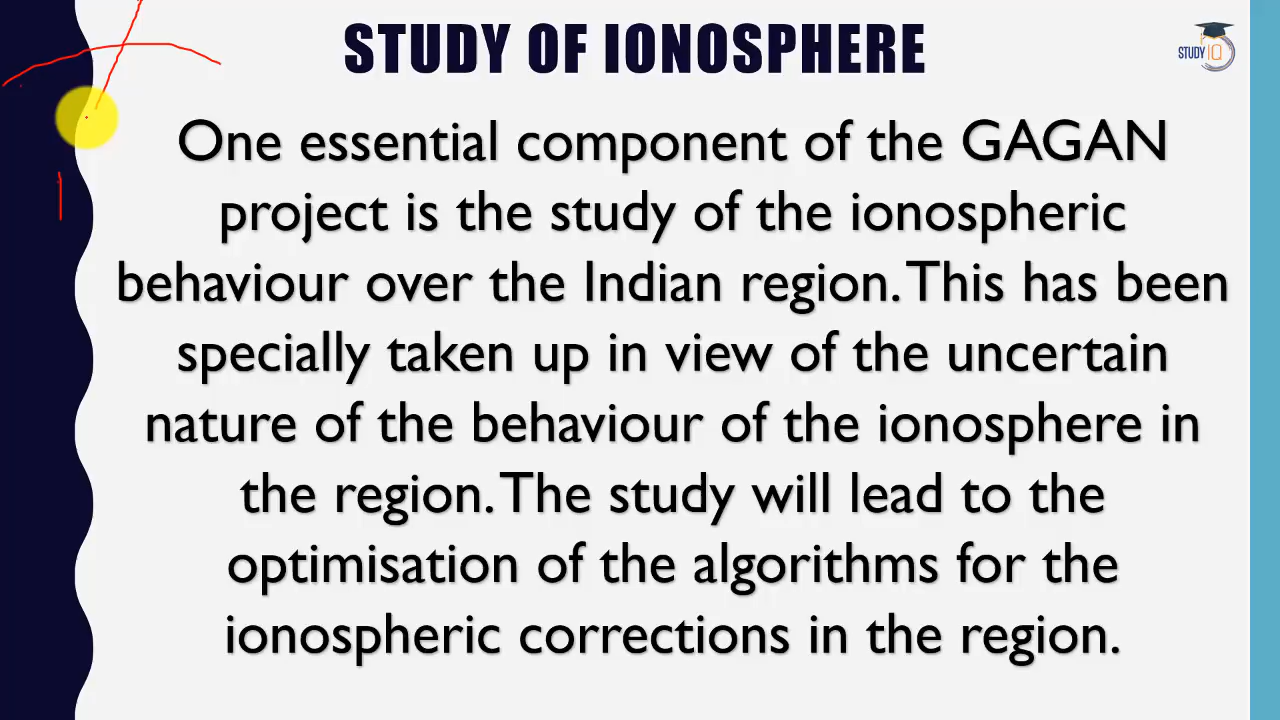 STUDY OF IONOSPHERE
STUDY IQ
One essential component of the GAGAN
project is the study of the ionospheric
behaviour over the Indian region. This has been
specially taken up in view of the uncertain
nature of the behaviour of the ionosphere in
the region. The study will lead to the
optimisation of the algorithms for the
ionospheric corrections in the region.